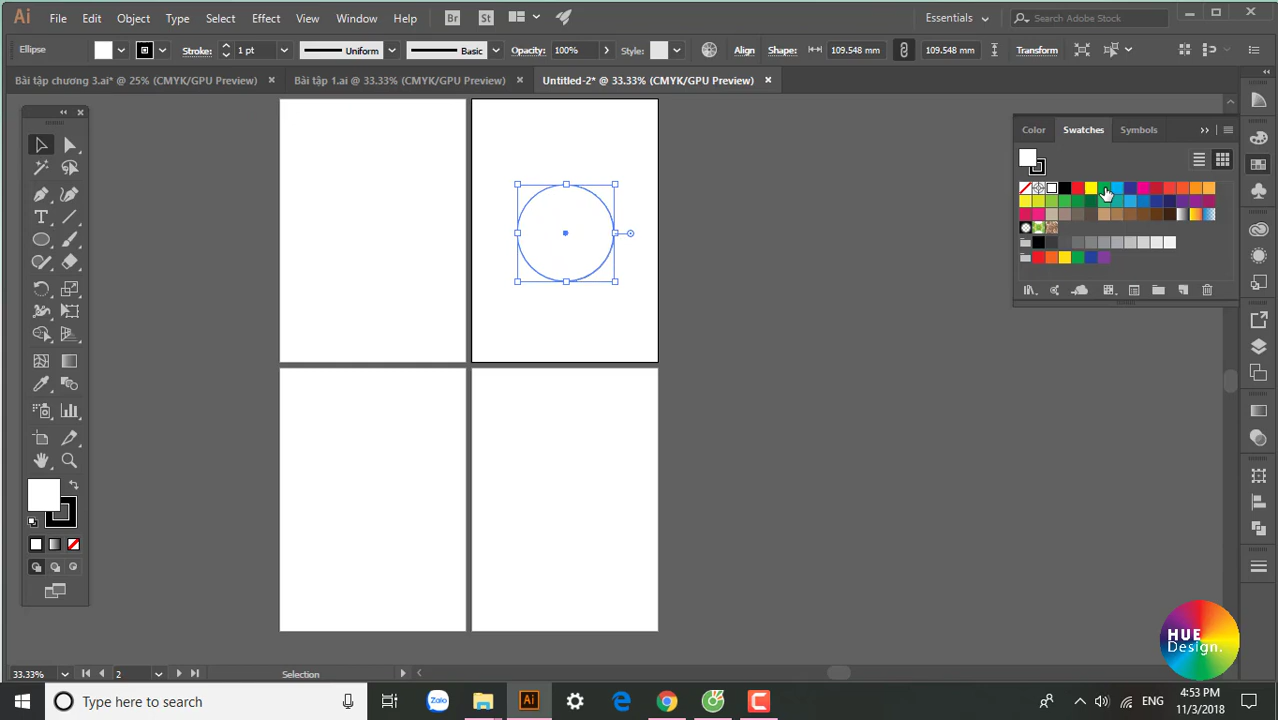 Ai File Edit Object Type Select Effect View Window Help Br St Essentials Search Adobe Stock
Ellipse Stroke: 1 pt Uniform Basic Opacity: 100% Style: Align Shape: 109.548 mm 109.548 mm Transform
Bài tập chương 3.ai* @ 25% (CMYK/GPU Preview) Bài tập 1.ai @ 33.33% (CMYK/GPU Preview) Untitled-2* @ 33.33% (CMYK/GPU Preview)
Color Swatches Symbols
HUE
Design.
33.33% 2 Selection
Type here to search Zalo Ai ENG 4:53 PM
11/3/2018